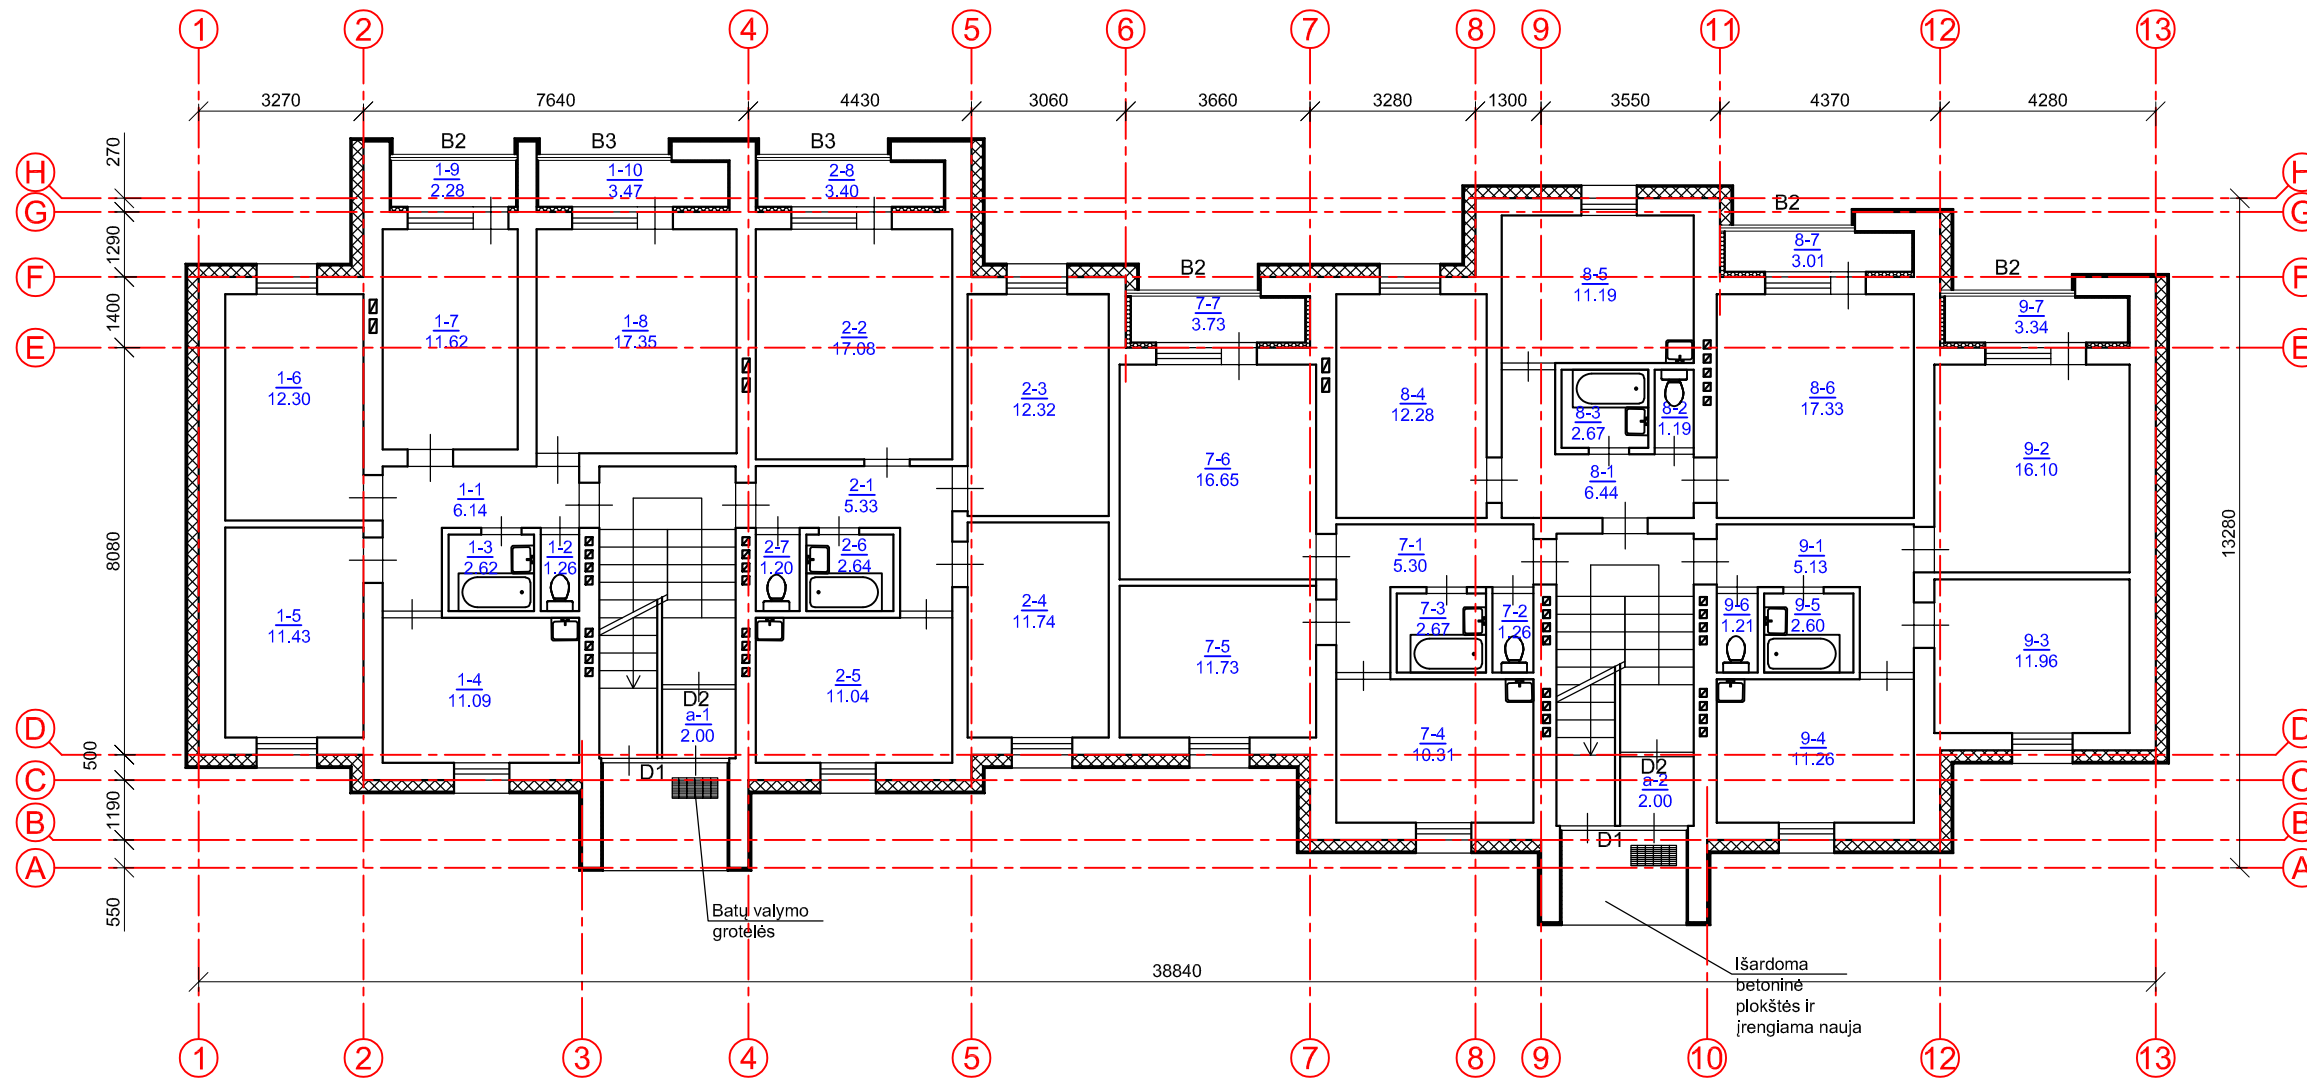 1 2 4 5 6 7 8 9 11 12 13
3270 7640 4430 3060 3660 3280 1300 3550 4370 4280
270
1290
1400
8080
500
1190
550
H
G
F
E
D
C
B
A
B2 B3 B3
1-9
2.28
1-10
3.47
2-8
3.40
B2
8-7
3.01
B2
7-7
3.73
B2
9-7
3.34
1-6
12.30
1-7
11.62
1-8
17.35
2-2
17.08
2-3
12.32
8-5
11.19
8-4
12.28
8-3
2.67
8-2
1.19
8-6
17.33
7-6
16.65
8-1
6.44
9-2
16.10
1-1
6.14
2-1
5.33
1-3
2.62
1-2
1.26
2-7
1.20
2-6
2.64
7-1
5.30
9-1
5.13
1-5
11.43
2-4
11.74
7-5
11.73
7-3
2.67
7-2
1.26
9-6
1.21
9-5
2.60
9-3
11.96
1-4
11.09
D2
a-1
2.00
2-5
11.04
7-4
10.31
D2
a-2
2.00
9-4
11.26
D1
D1
H
G
F
E
D
C
B
A
13280
Batų valymo
grotelės
Išardoma
betoninė
plokštės ir
įrengiama nauja
38840
1 2 3 4 5 7 8 9 10 12 13